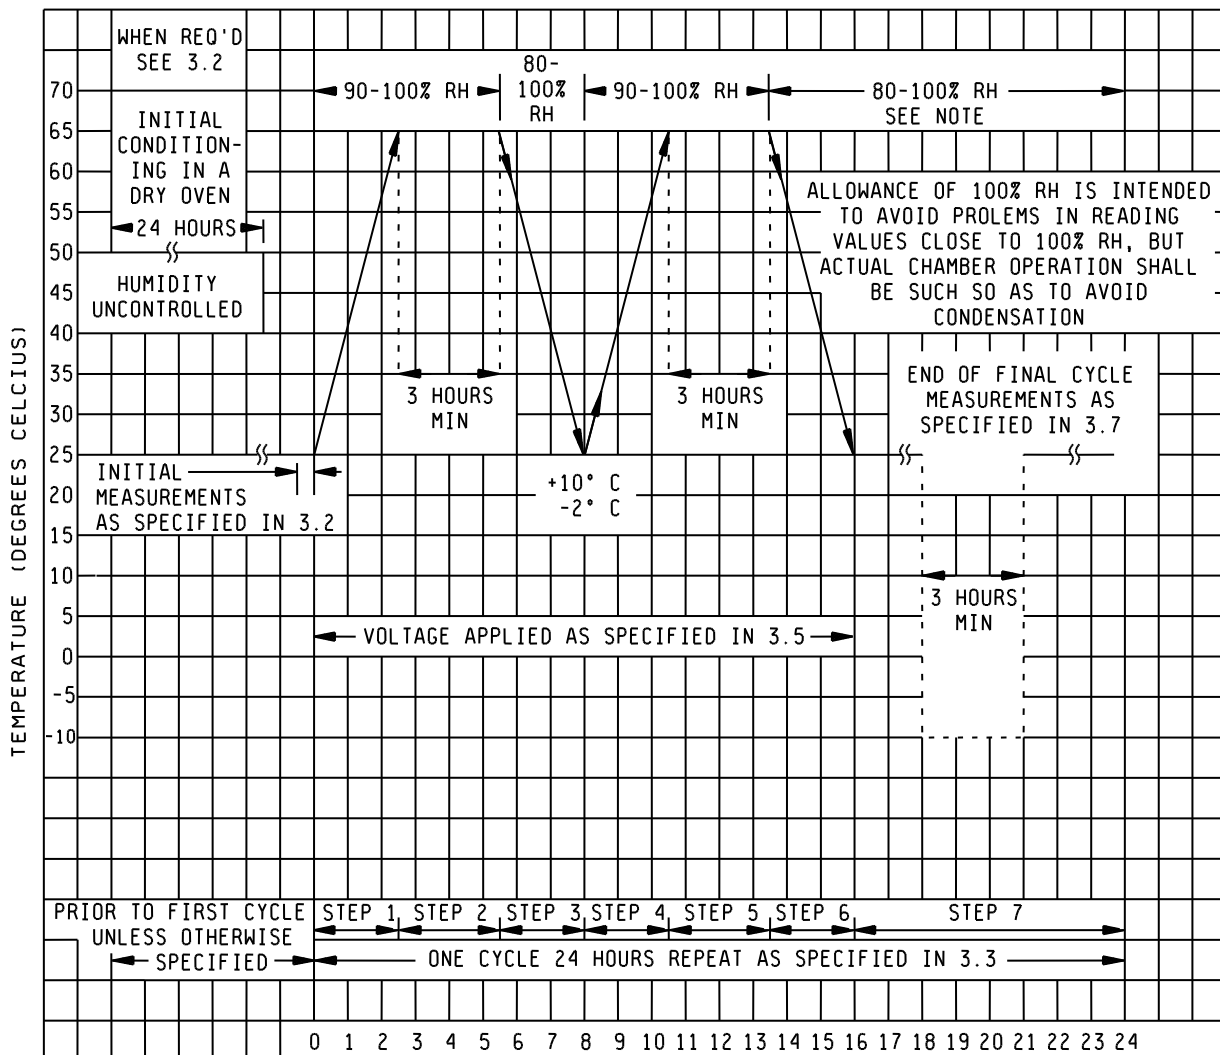 WHEN REQ'D
SEE 3.2
INITIAL
CONDITION-
ING IN A
DRY OVEN
24 HOURS
HUMIDITY
UNCONTROLLED
90-100% RH
80-
100%
RH
90-100% RH
80-100% RH
SEE NOTE
ALLOWANCE OF 100% RH IS INTENDED
TO AVOID PROLEMS IN READING
VALUES CLOSE TO 100% RH, BUT
ACTUAL CHAMBER OPERATION SHALL
BE SUCH SO AS TO AVOID
CONDENSATION
3 HOURS
MIN
3 HOURS
MIN
END OF FINAL CYCLE
MEASUREMENTS AS
SPECIFIED IN 3.7
INITIAL
MEASUREMENTS
AS SPECIFIED IN 3.2
+10° C
-2° C
3 HOURS
MIN
VOLTAGE APPLIED AS SPECIFIED IN 3.5
TEMPERATURE (DEGREES CELCIUS)
70
65
60
55
50
45
40
35
30
25
20
15
10
5
0
-5
-10
PRIOR TO FIRST CYCLE
UNLESS OTHERWISE
SPECIFIED
STEP 1 STEP 2 STEP 3 STEP 4 STEP 5 STEP 6 STEP 7
ONE CYCLE 24 HOURS REPEAT AS SPECIFIED IN 3.3
0 1 2 3 4 5 6 7 8 9 10 11 12 13 14 15 16 17 18 19 20 21 22 23 24